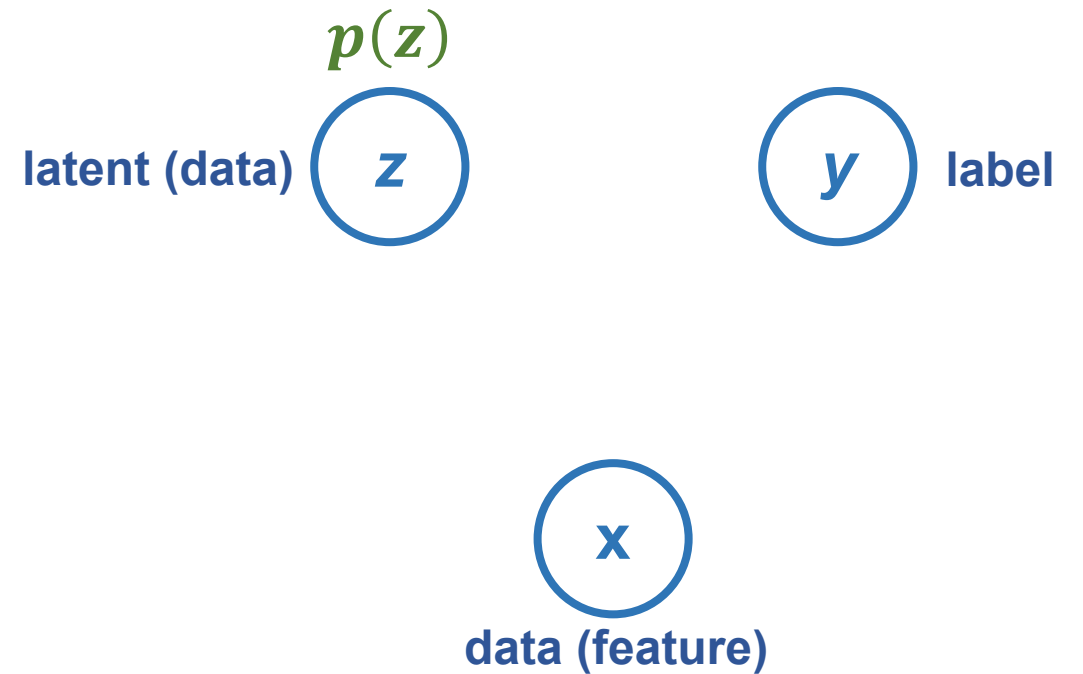 p(z)
latent (data) z y label
x
data (feature)